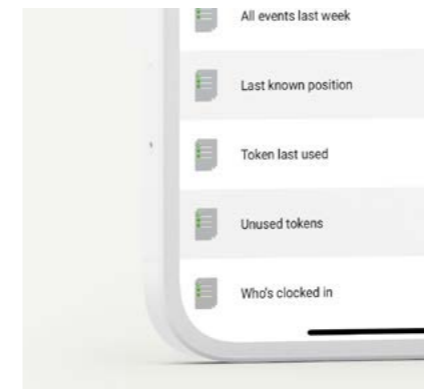 All events last week
Last known position
Token last used
Unused tokens
Who's clocked in